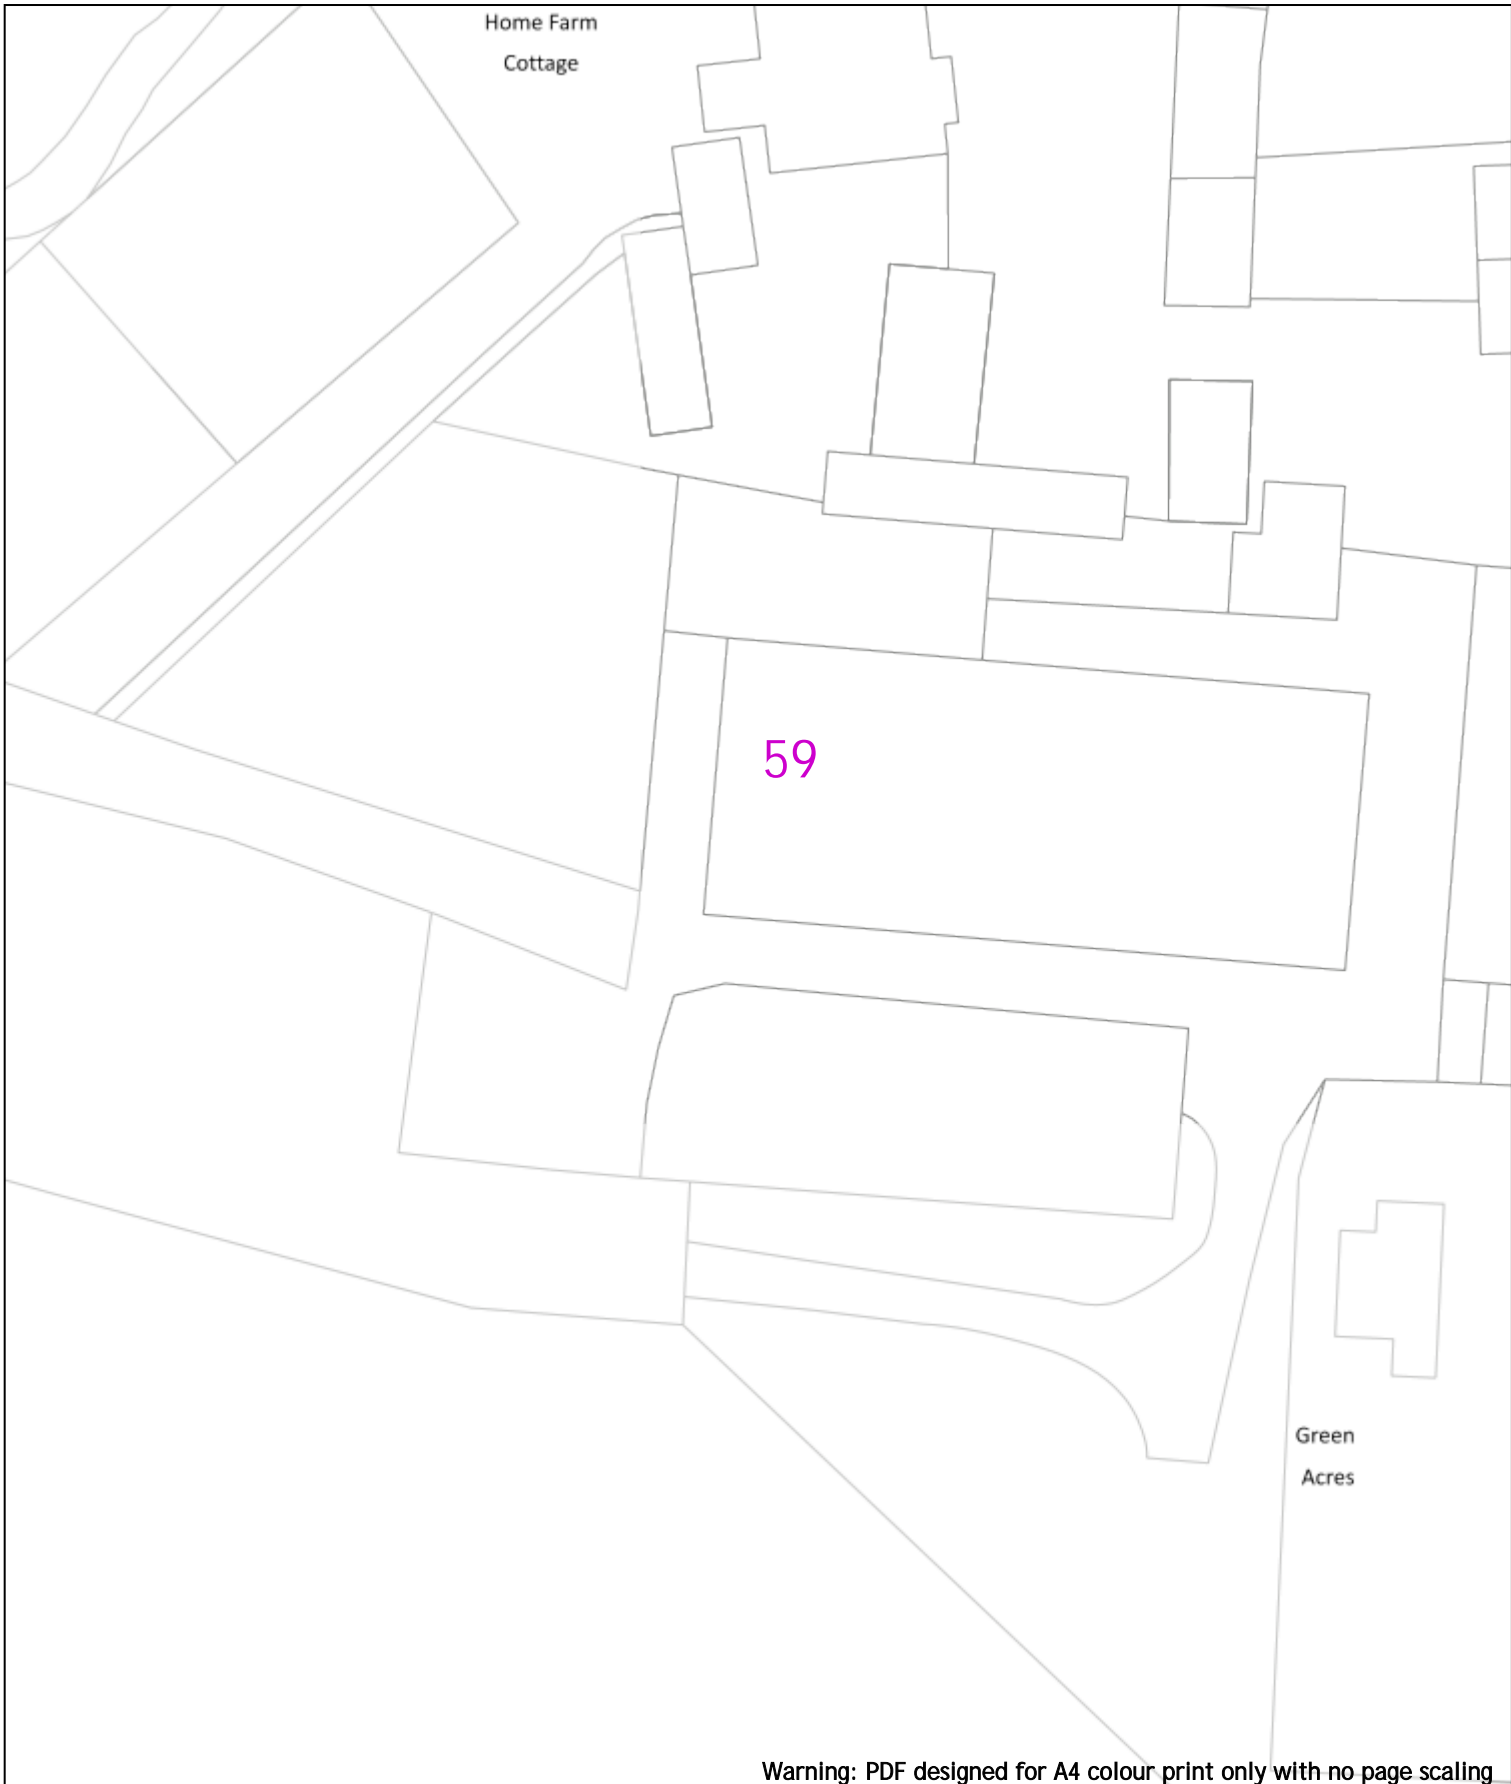 Home Farm
Cottage
59
Green
Acres
Warning: PDF designed for A4 colour print only with no page scaling